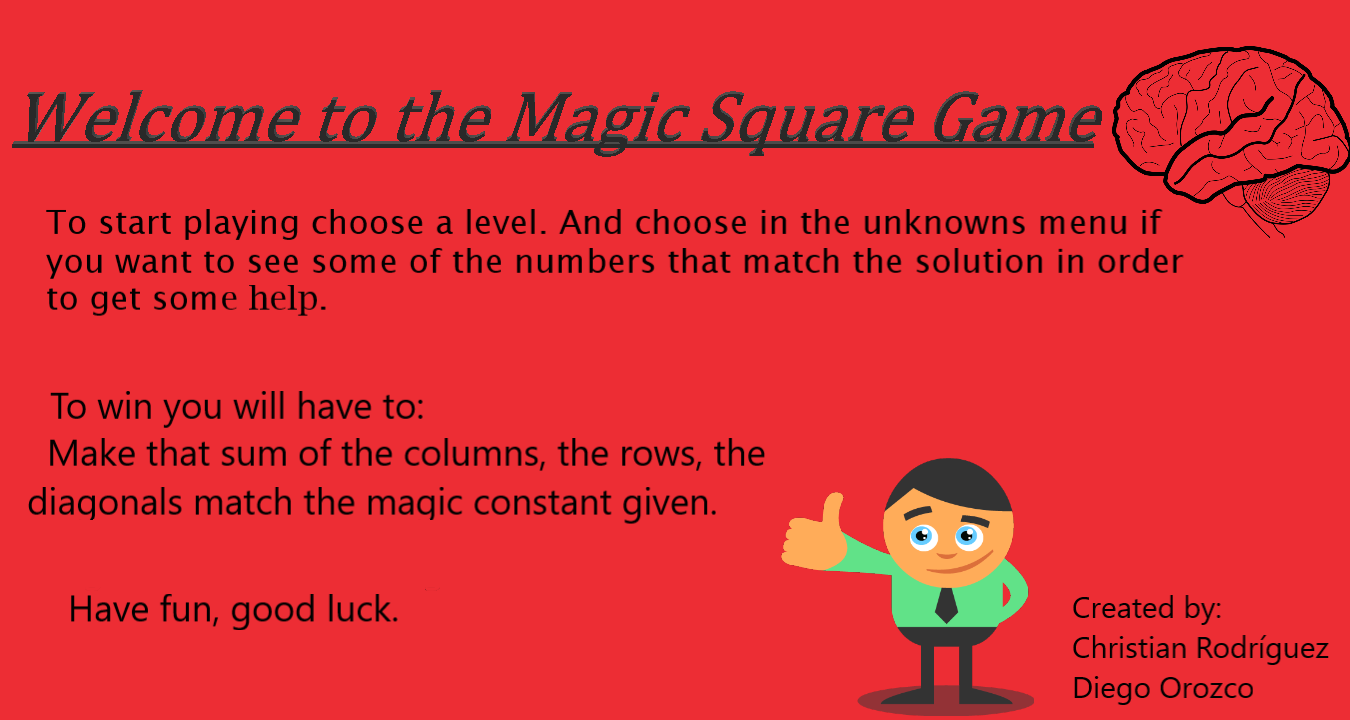 Welcome to the Magic Square Game
To start playing choose a level. And choose in the unknowns menu if
you want to see some of the numbers that match the solution in order
to get some help.
To win you will have to:
Make that sum of the columns, the rows, the
diagonals match the magic constant given.
Have fun, good luck.
Created by:
Christian Rodríguez
Diego Orozco